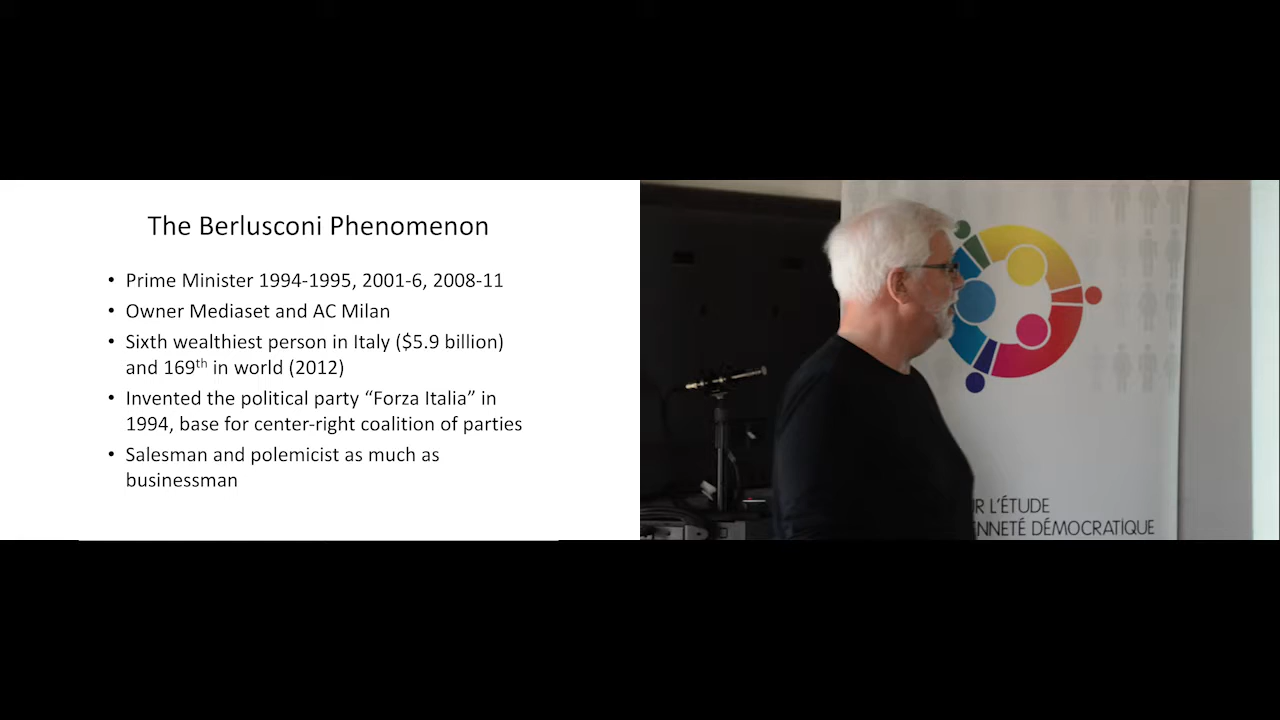 The Berlusconi Phenomenon
• Prime Minister 1994-1995, 2001-6, 2008-11
• Owner Mediaset and AC Milan
• Sixth wealthiest person in Italy ($5.9 billion)
and 169th in world (2012)
• Invented the political party “Forza Italia” in
1994, base for center-right coalition of parties
• Salesman and polemicist as much as
businessman
R L'ÉTUDE
ENNETÉ DÉMOCRATIQUE